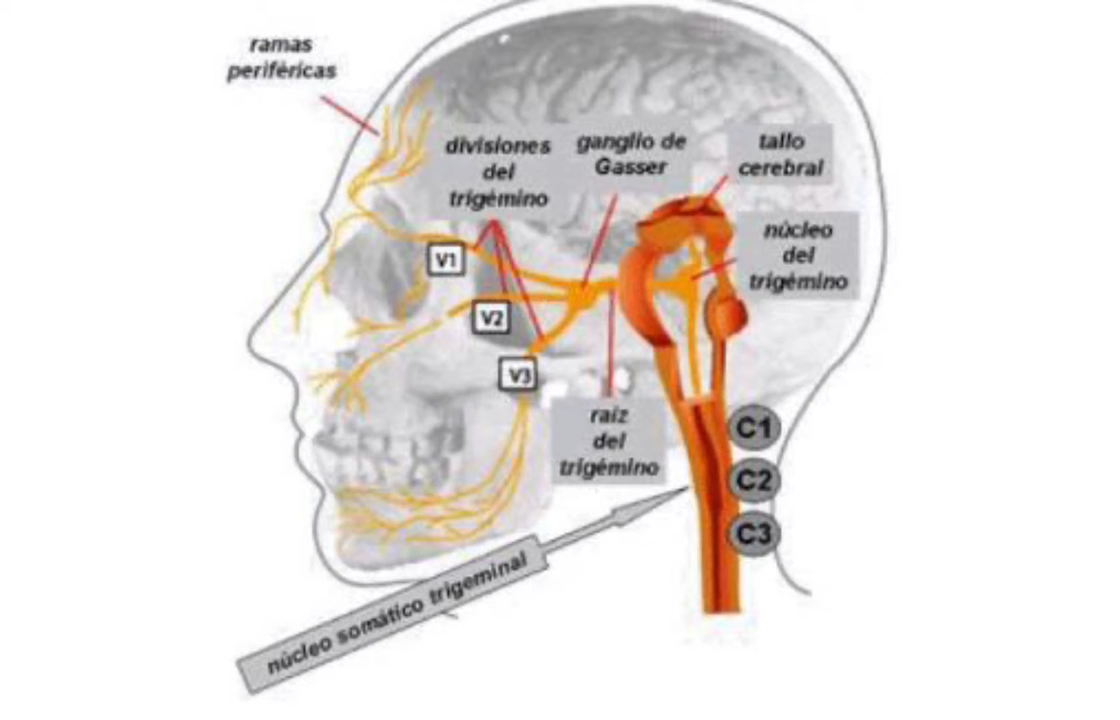 ramas
periféricas
divisiones
del
trigémino
ganglio de
Gasser
tallo
cerebral
núcleo
del
trigémino
V1
V2
V3
raíz
del
trigémino
C1
C2
C3
núcleo somático trigeminal